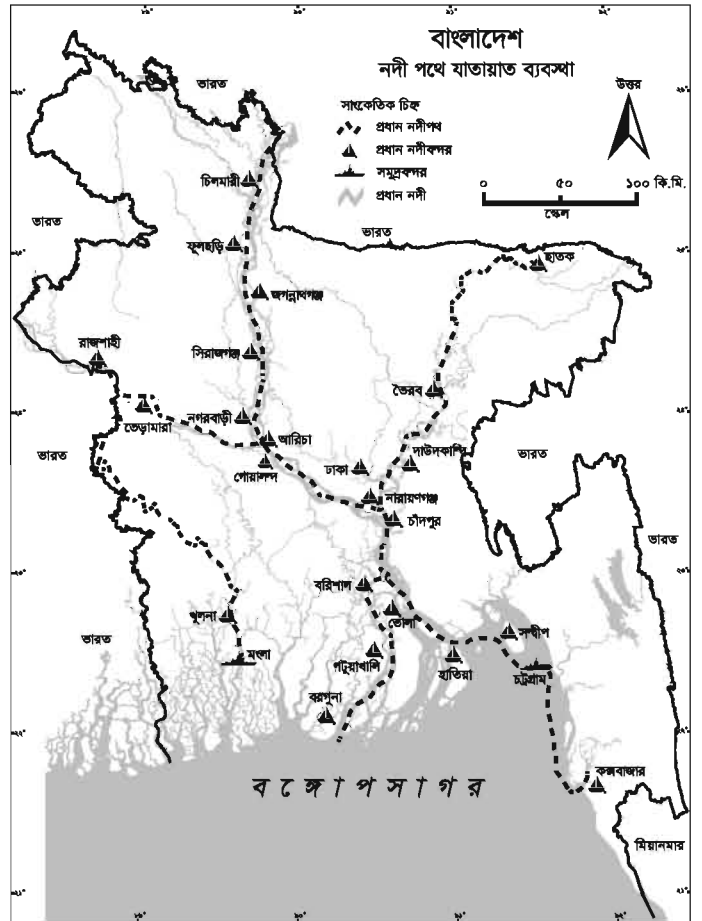 বাংলাদেশ
নদী পথে যাতায়াত ব্যবস্থা
উত্তর
সাংকেতিক চিহ্ন
প্রধান নদীপথ
প্রধান নদীবন্দর
সমুদ্রবন্দর
প্রধান নদী
০ ৫০ ১০০ কি.মি.
স্কেল
ভারত
চিলমারী
ভারত
ভারত
ফুলছড়ি
ছাতক
জগন্নাথগঞ্জ
রাজশাহী
সিরাজগঞ্জ
ভৈরব
ভেড়ামারা
নগরবাড়ী
আরিচা
ভারত
গোয়ালন্দ
ঢাকা
দাউদকান্দি
ভারত
নারায়ণগঞ্জ
চাঁদপুর
ভারত
বরিশাল
খুলনা
ভোলা
সন্দ্বীপ
ভারত
মংলা
পটুয়াখালি
হাতিয়া
চট্টগ্রাম
বরগুনা
কক্সবাজার
বঙ্গোপসাগর
মিয়ানমার